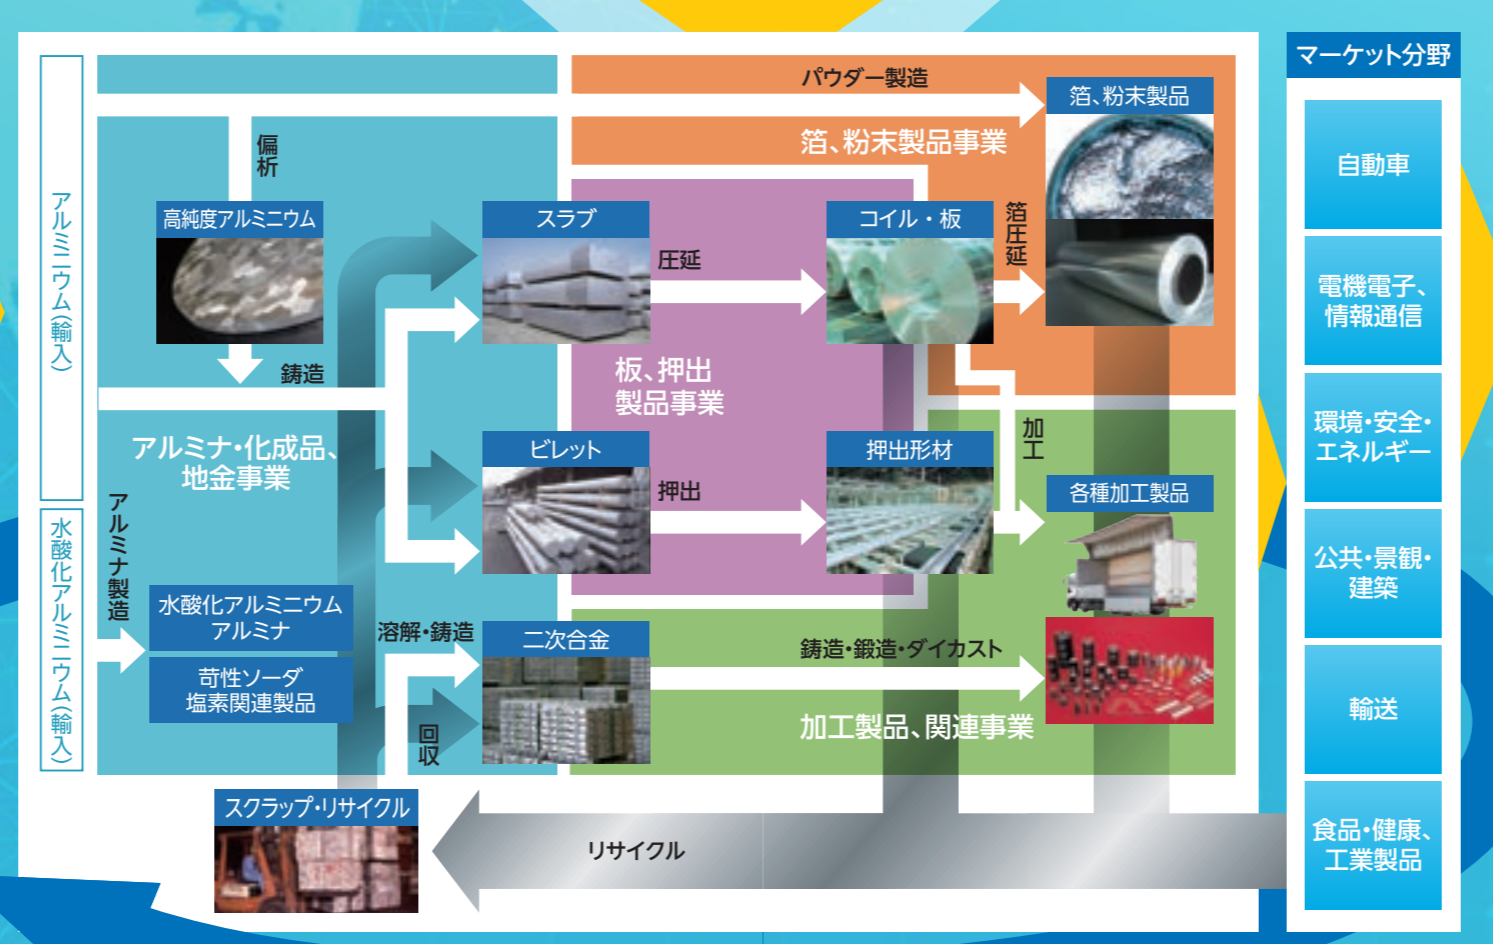 マーケット分野
自動車
電機電子、
情報通信
環境・安全・
エネルギー
公共・景観・
建築
輸送
食品・健康、
工業製品
アルミニウム(輸入)
水酸化アルミニウム(輸入)
パウダー製造
箔、粉末製品
箔、粉末製品事業
偏析
高純度アルミニウム
スラブ
圧延
コイル・板
箔圧延
鋳造
板、押出
製品事業
アルミナ・化成品、
地金事業
ビレット
押出
押出形材
加工
各種加工製品
アルミナ製造
水酸化アルミニウム
アルミナ
苛性ソーダ
塩素関連製品
溶解・鋳造
二次合金
鋳造・鍛造・ダイカスト
加工製品、関連事業
回収
スクラップ・リサイクル
リサイクル